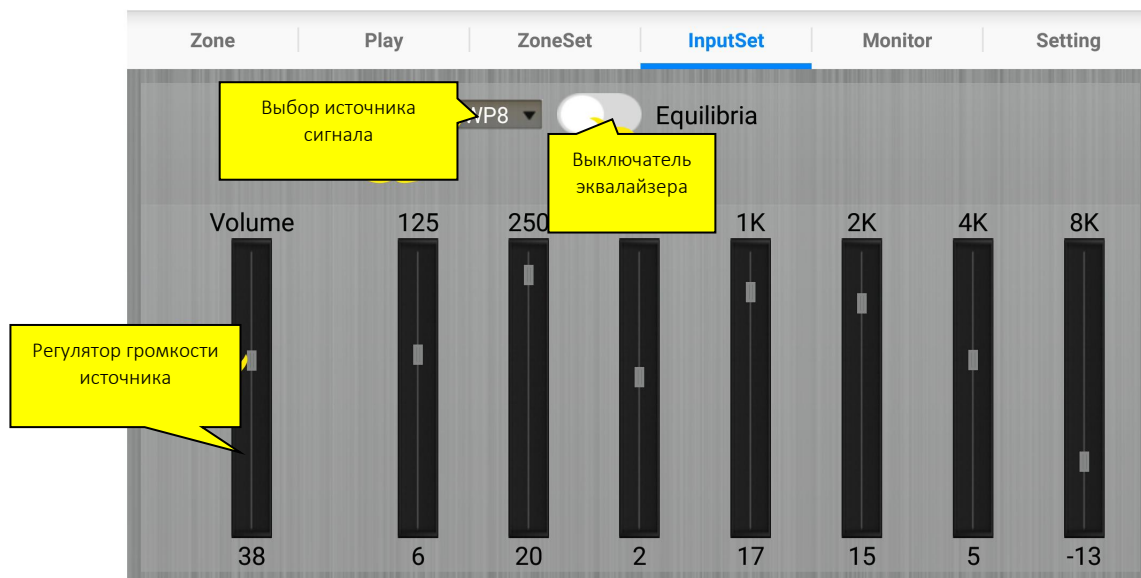 Zone Play ZoneSet InputSet Monitor Setting
Выбор источника
сигнала
WP8 Equilibria
Выключатель
эквалайзера
Volume 125 250 1K 2K 4K 8K
Регулятор громкости
источника
38 6 20 2 17 15 5 -13